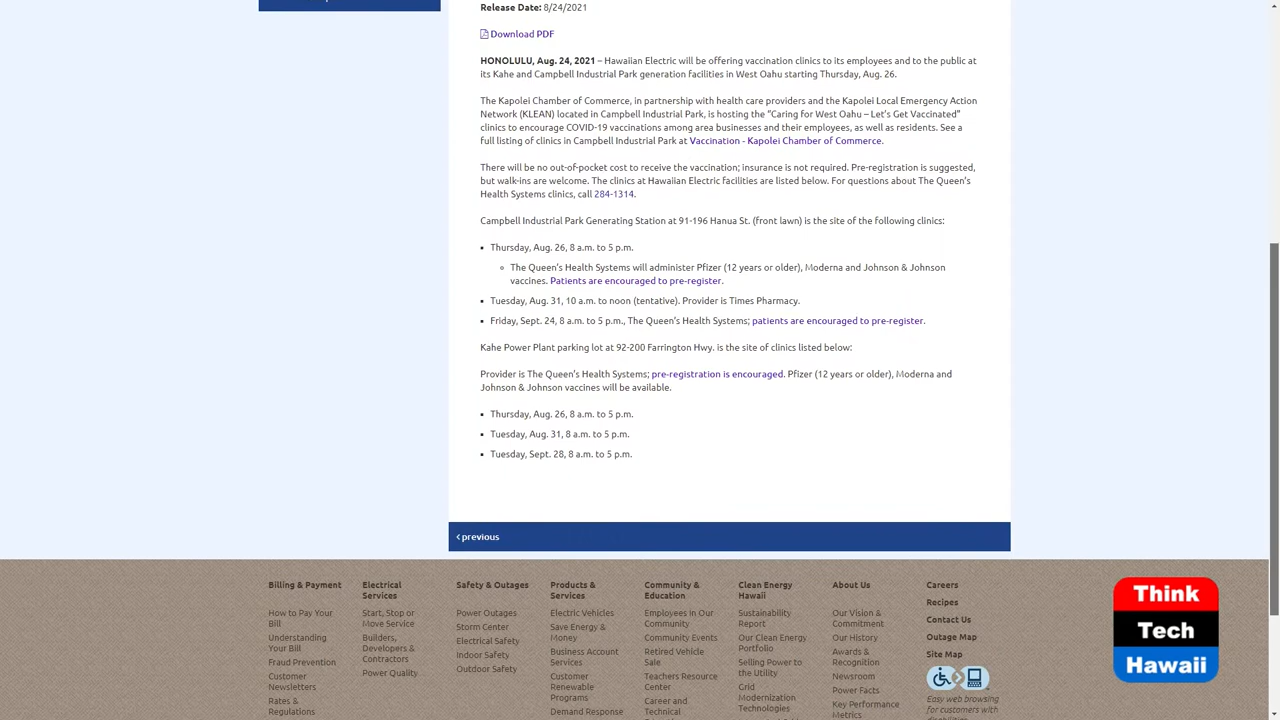 Release Date: 8/24/2021
Download PDF
HONOLULU, Aug. 24, 2021 – Hawaiian Electric will be offering vaccination clinics to its employees and to the public at
its Kahe and Campbell Industrial Park generation facilities in West Oahu starting Thursday, Aug. 26.
The Kapolei Chamber of Commerce, in partnership with health care providers and the Kapolei Local Emergency Action
Network (KLEAN) located in Campbell Industrial Park, is hosting the "Caring for West Oahu – Let's Get Vaccinated"
clinics to encourage COVID-19 vaccinations among area businesses and their employees, as well as residents. See a
full listing of clinics in Campbell Industrial Park at Vaccination - Kapolei Chamber of Commerce.
There will be no out-of-pocket cost to receive the vaccination; insurance is not required. Pre-registration is suggested,
but walk-ins are welcome. The clinics at Hawaiian Electric facilities are listed below. For questions about The Queen's
Health Systems clinics, call 284-1314.
Campbell Industrial Park Generating Station at 91-196 Hanua St. (front lawn) is the site of the following clinics:
Thursday, Aug. 26, 8 a.m. to 5 p.m.
The Queen's Health Systems will administer Pfizer (12 years or older), Moderna and Johnson & Johnson
vaccines. Patients are encouraged to pre-register.
Tuesday, Aug. 31, 10 a.m. to noon (tentative). Provider is Times Pharmacy.
Friday, Sept. 24, 8 a.m. to 5 p.m., The Queen's Health Systems; patients are encouraged to pre-register.
Kahe Power Plant parking lot at 92-200 Farrington Hwy. is the site of clinics listed below:
Provider is The Queen's Health Systems; pre-registration is encouraged. Pfizer (12 years or older), Moderna and
Johnson & Johnson vaccines will be available.
Thursday, Aug. 26, 8 a.m. to 5 p.m.
Tuesday, Aug. 31, 8 a.m. to 5 p.m.
Tuesday, Sept. 28, 8 a.m. to 5 p.m.
previous
Billing & Payment
How to Pay Your
Bill
Understanding
Your Bill
Fraud Prevention
Customer
Newsletters
Rates &
Regulations
Electrical
Services
Start, Stop or
Move Service
Builders,
Developers &
Contractors
Power Quality
Safety & Outages
Power Outages
Storm Center
Electrical Safety
Indoor Safety
Outdoor Safety
Products &
Services
Electric Vehicles
Save Energy &
Money
Business Account
Services
Customer
Renewable
Programs
Demand Response
Community &
Education
Employees in Our
Community
Community Events
Retired Vehicle
Sale
Teachers Resource
Center
Career and
Technical
Clean Energy
Hawaii
Sustainability
Report
Our Clean Energy
Portfolio
Selling Power to
the Utility
Grid
Modernization
Technologies
About Us
Our Vision &
Commitment
Our History
Awards &
Recognition
Newsroom
Power Facts
Key Performance
Metrics
Careers
Recipes
Contact Us
Outage Map
Site Map
Easy web browsing
for customers with
Think
Tech
Hawaii